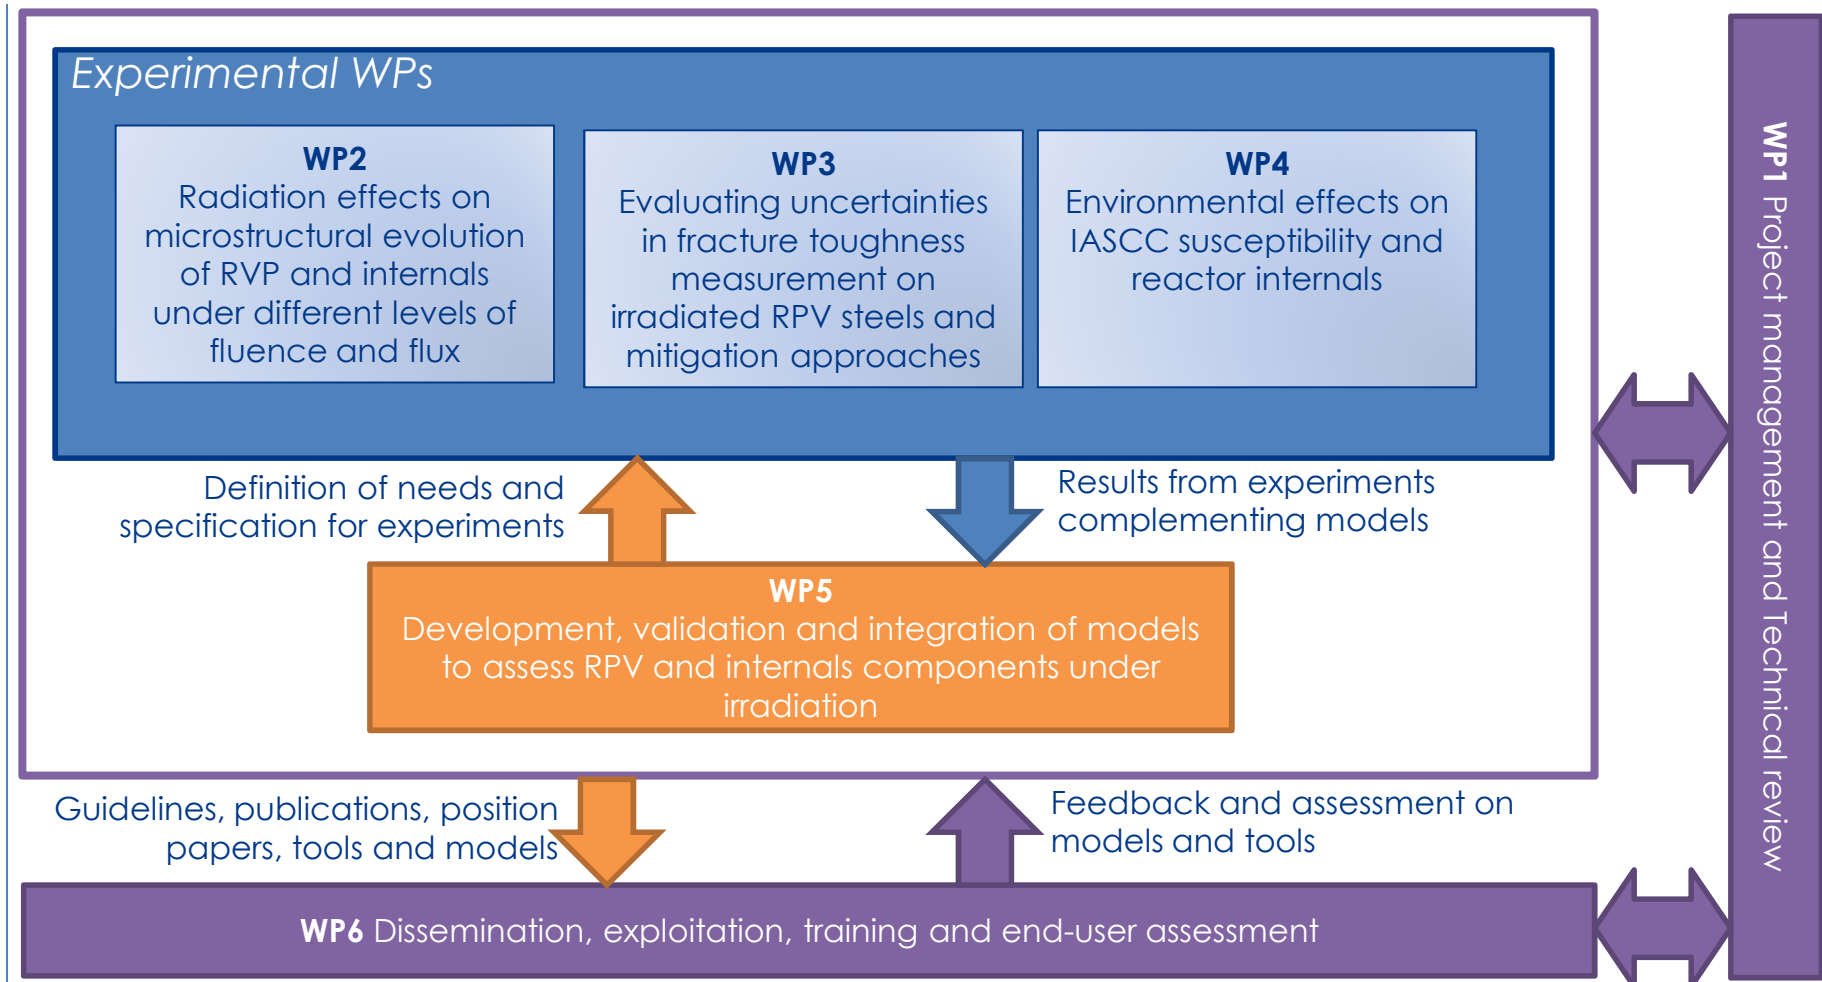 Experimental WPs
WP2
Radiation effects on
microstructural evolution
of RVP and internals
under different levels of
fluence and flux
WP3
Evaluating uncertainties
in fracture toughness
measurement on
irradiated RPV steels and
mitigation approaches
WP4
Environmental effects on
IASCC susceptibility and
reactor internals
Definition of needs and
specification for experiments
Results from experiments
complementing models
WP5
Development, validation and integration of models
to assess RPV and internals components under
irradiation
Guidelines, publications, position
papers, tools and models
Feedback and assessment on
models and tools
WP6 Dissemination, exploitation, training and end-user assessment
WP1 Project management and Technical review